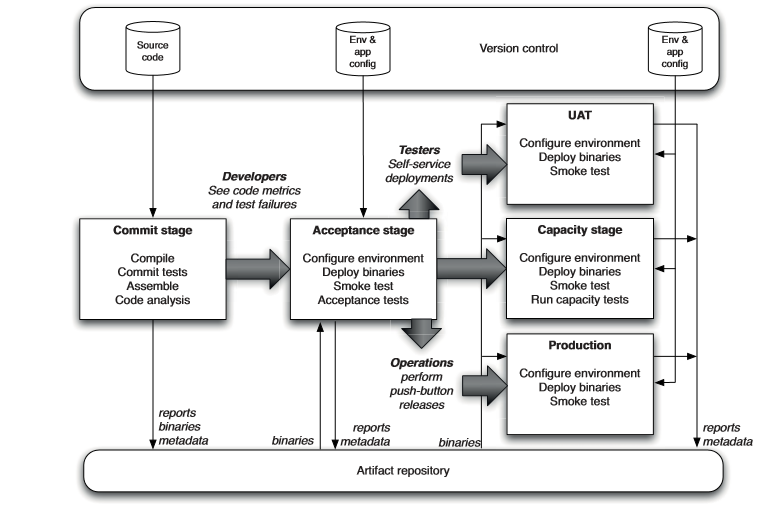 Source
code
Env &
app
config
Version control
Env &
app
config
Developers
See code metrics
and test failures
Testers
Self-service
deployments
UAT
Configure environment
Deploy binaries
Smoke test
Commit stage
Compile
Commit tests
Assemble
Code analysis
Acceptance stage
Configure environment
Deploy binaries
Smoke test
Acceptance tests
Capacity stage
Configure environment
Deploy binaries
Smoke test
Run capacity tests
Operations
perform
push-button
releases
Production
Configure environment
Deploy binaries
Smoke test
reports
binaries
metadata
binaries
reports
metadata
binaries
reports
metadata
Artifact repository